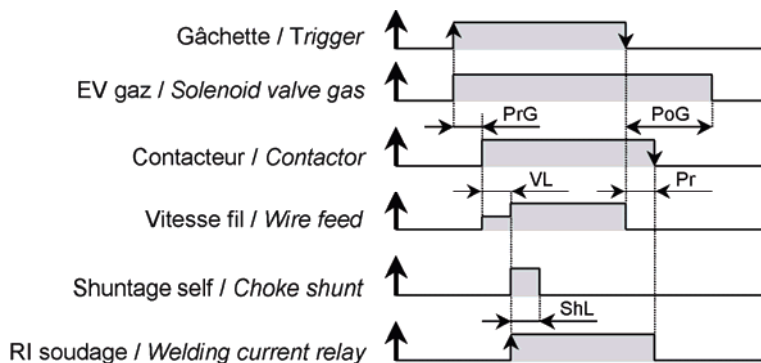 Gâchette / Trigger
EV gaz / Solenoid valve gas
PrG
PoG
Contacteur / Contactor
VL
Pr
Vitesse fil / Wire feed
Shuntage self / Choke shunt
ShL
RI soudage / Welding current relay